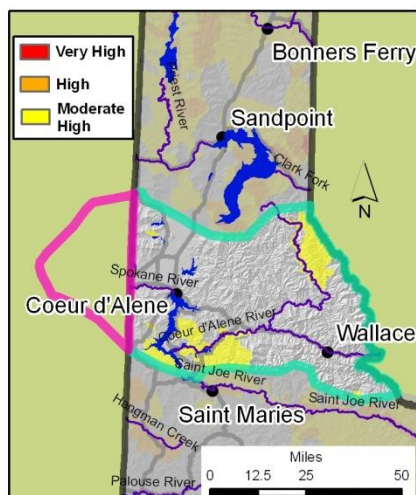 Very High
High
Moderate
High
Bonners Ferry
Priest River
Sandpoint
Clark Fork
N
Spokane River
Coeur d'Alene
Coeur d'Alene River
Wallace
Saint Joe River
Saint Joe River
Saint Maries
Hangman Creek
Palouse River
Miles
0 12.5 25 50